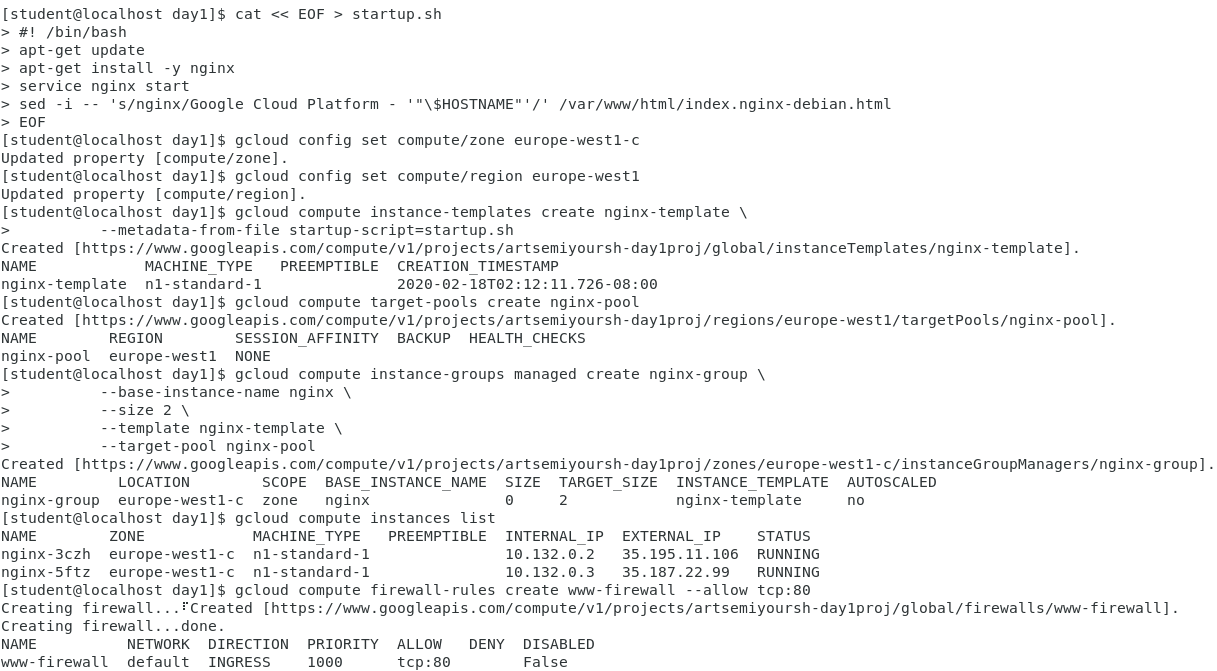 [student@localhost day1]$ cat << EOF > startup.sh
> #! /bin/bash
> apt-get update
> apt-get install -y nginx
> service nginx start
> sed -i -- 's/nginx/Google Cloud Platform - '"\$HOSTNAME"'/' /var/www/html/index.nginx-debian.html
> EOF
[student@localhost day1]$ gcloud config set compute/zone europe-west1-c
Updated property [compute/zone].
[student@localhost day1]$ gcloud config set compute/region europe-west1
Updated property [compute/region].
[student@localhost day1]$ gcloud compute instance-templates create nginx-template \
>          --metadata-from-file startup-script=startup.sh
Created [https://www.googleapis.com/compute/v1/projects/artsemiyoursh-day1proj/global/instanceTemplates/nginx-template].
NAME            MACHINE_TYPE   PREEMPTIBLE  CREATION_TIMESTAMP
nginx-template  n1-standard-1               2020-02-18T02:12:11.726-08:00
[student@localhost day1]$ gcloud compute target-pools create nginx-pool
Created [https://www.googleapis.com/compute/v1/projects/artsemiyoursh-day1proj/regions/europe-west1/targetPools/nginx-pool].
NAME        REGION        SESSION_AFFINITY  BACKUP  HEALTH_CHECKS
nginx-pool  europe-west1  NONE
[student@localhost day1]$ gcloud compute instance-groups managed create nginx-group \
>          --base-instance-name nginx \
>          --size 2 \
>          --template nginx-template \
>          --target-pool nginx-pool
Created [https://www.googleapis.com/compute/v1/projects/artsemiyoursh-day1proj/zones/europe-west1-c/instanceGroupManagers/nginx-group].
NAME         LOCATION        SCOPE  BASE_INSTANCE_NAME  SIZE  TARGET_SIZE  INSTANCE_TEMPLATE  AUTOSCALED
nginx-group  europe-west1-c  zone   nginx               0     2            nginx-template     no
[student@localhost day1]$ gcloud compute instances list
NAME        ZONE            MACHINE_TYPE   PREEMPTIBLE  INTERNAL_IP  EXTERNAL_IP    STATUS
nginx-3czh  europe-west1-c  n1-standard-1               10.132.0.2   35.195.11.106  RUNNING
nginx-5ftz  europe-west1-c  n1-standard-1               10.132.0.3   35.187.22.99   RUNNING
[student@localhost day1]$ gcloud compute firewall-rules create www-firewall --allow tcp:80
Creating firewall...⠏Created [https://www.googleapis.com/compute/v1/projects/artsemiyoursh-day1proj/global/firewalls/www-firewall].
Creating firewall...done.
NAME          NETWORK  DIRECTION  PRIORITY  ALLOW   DENY  DISABLED
www-firewall  default  INGRESS    1000      tcp:80        False